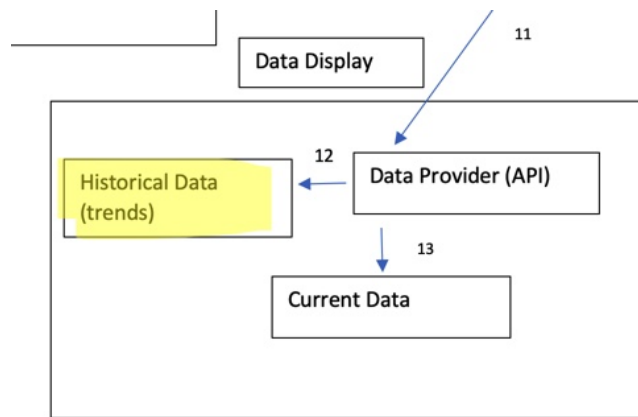 11
Data Display
12
Historical Data
(trends)
Data Provider (API)
13
Current Data